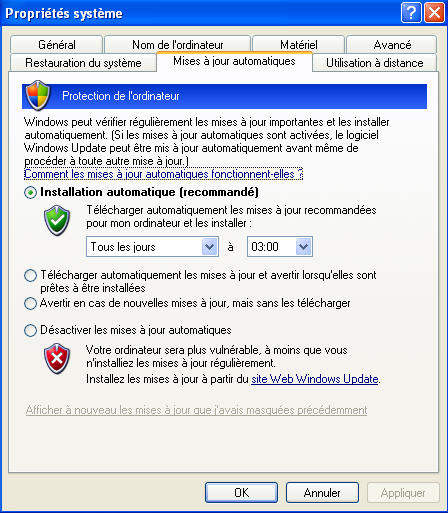 Propriétés système
Général
Nom de l'ordinateur
Matériel
Avancé
Restauration du système
Mises à jour automatiques
Utilisation à distance
Protection de l'ordinateur
Windows peut vérifier régulièrement les mises à jour importantes et les installer
automatiquement. (Si les mises à jour automatiques sont activées, le logiciel
Windows Update peut être mis à jour automatiquement avant même de
procéder à toute autre mise à jour.)
Comment les mises à jour automatiques fonctionnent-elles ?
Installation automatique (recommandé)
Télécharger automatiquement les mises à jour recommandées
pour mon ordinateur et les installer :
Tous les jours à 03:00
Télécharger automatiquement les mises à jour et avertir lorsqu'elles sont
prêtes à être installées
Avertir en cas de nouvelles mises à jour, mais sans les télécharger
Désactiver les mises à jour automatiques
Votre ordinateur sera plus vulnérable, à moins que vous
n'installiez les mises à jour régulièrement.
Installez les mises à jour à partir du site Web Windows Update.
Afficher à nouveau les mises à jour que j'avais masquées précédemment
OK
Annuler
Appliquer